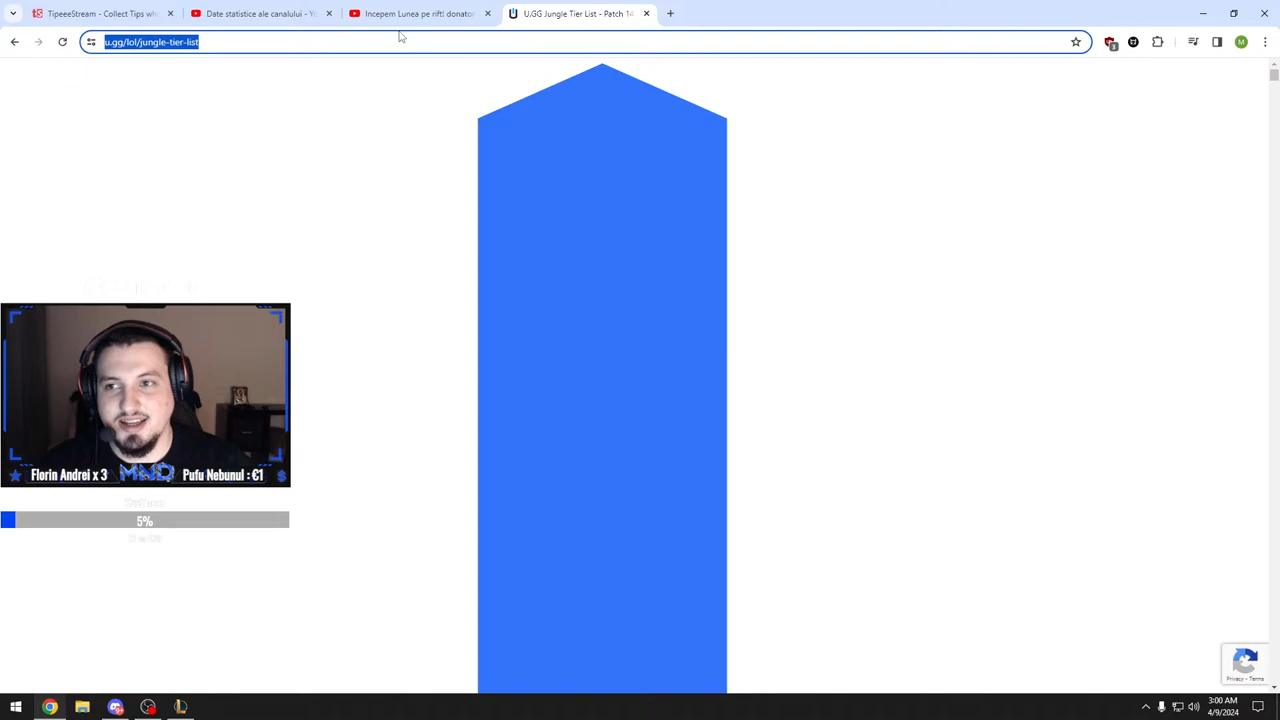 TipeeeStream - Collect Tips wh
Date statistice ale canalului - Yo
Incepem Lunea pe rift! donator
U.GG Jungle Tier List - Patch 14
u.gg/lol/jungle-tier-list
Florin Andrei x 3
MND
Pufu Nebunul : €1
5%
Privacy - Terms
3:00 AM
4/9/2024